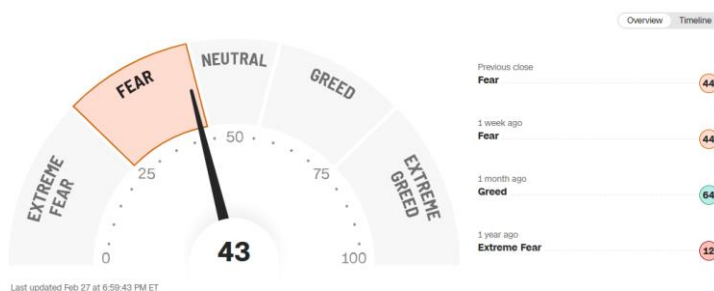 Overview Timeline
FEAR
NEUTRAL
GREED
EXTREME
FEAR
EXTREME
GREED
0
25
50
75
100
43
Previous close
Fear 44
1 week ago
Fear 44
1 month ago
Greed 64
1 year ago
Extreme Fear 12
Last updated Feb 27 at 6:59:43 PM ET